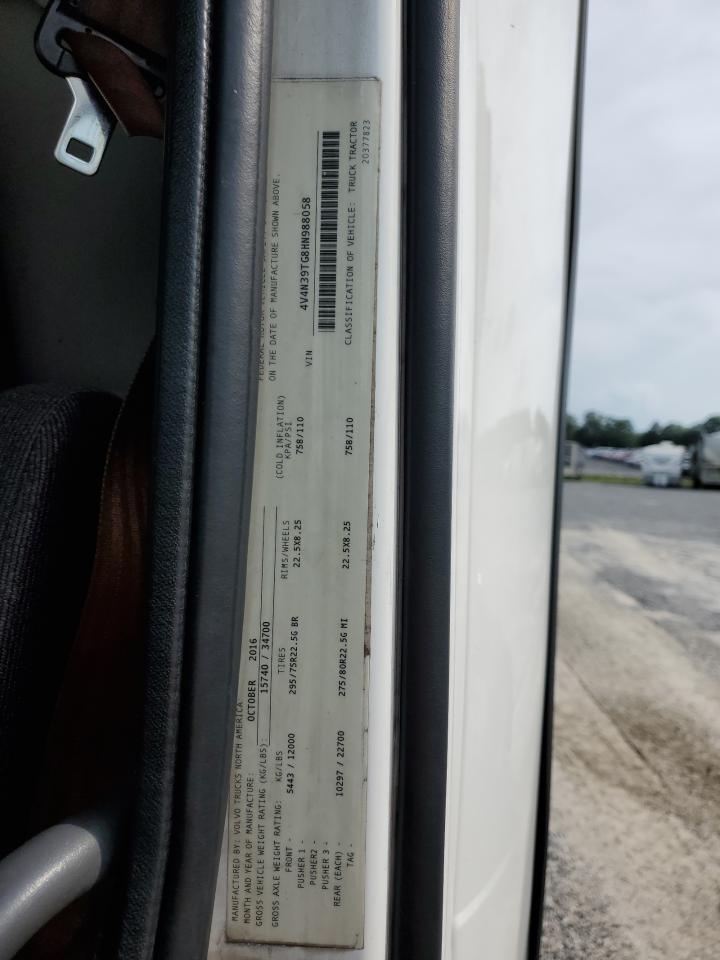 MANUFACTURED BY: VOLVO TRUCKS NORTH AMERICA
MONTH AND YEAR OF MANUFACTURE: OCTOBER 2016
GROSS VEHICLE WEIGHT RATING (KG/LBS): 15740 / 34700
GROSS AXLE WEIGHT RATING: KG/LBS TIRES RIMS/WHEELS (COLD INFLATION) KPA/PSI
FRONT - 5443 / 12000 295/75R22.5G BR 22.5X8.25 758/110
PUSHER 1 -
PUSHER2 -
PUSHER 3 -
REAR (EACH) - 10297 / 22700 275/80R22.5G MI 22.5X8.25 758/110
TAG -
FEDERAL MOTOR VEHICLE
ON THE DATE OF MANUFACTURE SHOWN ABOVE.
VIN 4V4N39TG8HN988058
CLASSIFICATION OF VEHICLE: TRUCK TRACTOR
20377823